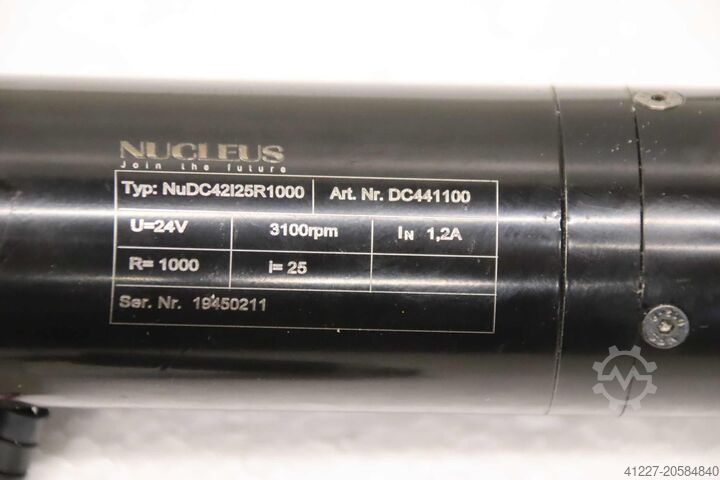 NUCLEUS
Join the future
Typ: NuDC42I25R1000 Art. Nr. DC441100
U=24V 3100rpm IN 1,2A
R= 1000 i= 25
Ser. Nr. 19450211
41227-20584840